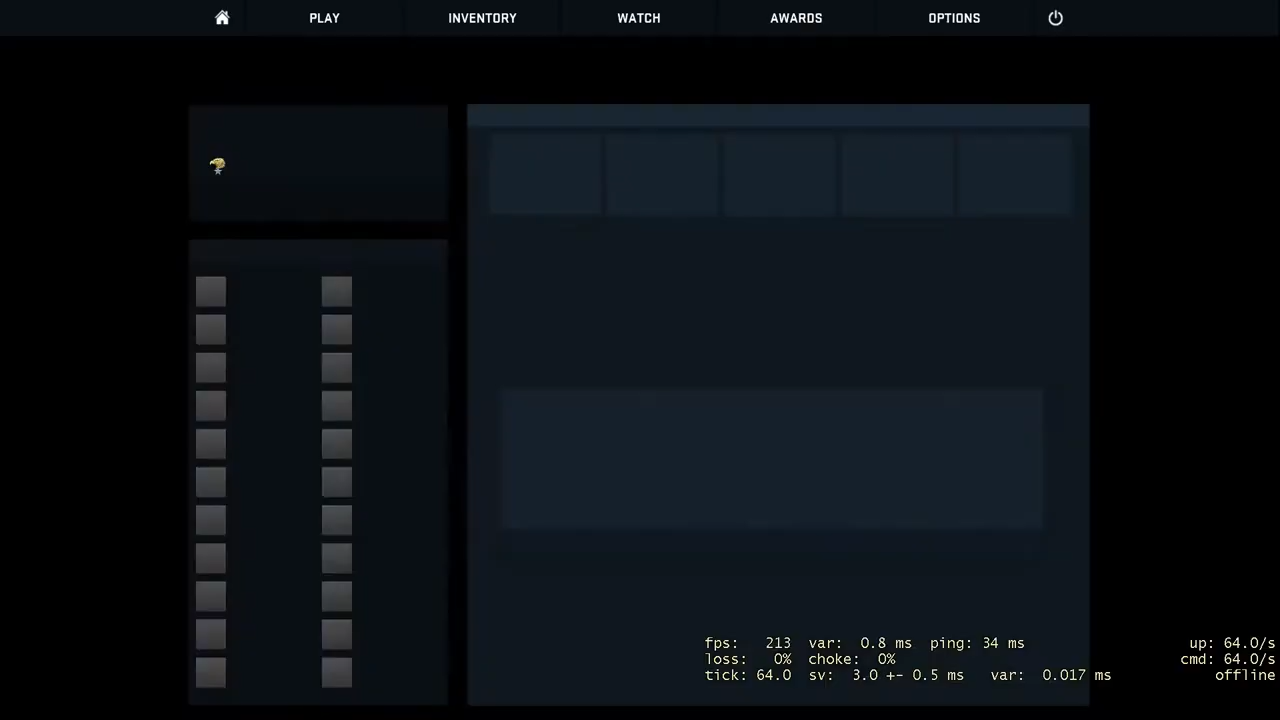 PLAY INVENTORY WATCH AWARDS OPTIONS
fps: 213 var: 0.8 ms ping: 34 ms up: 64.0/s
loss: 0% choke: 0% cmd: 64.0/s
tick: 64.0 sv: 3.0 +- 0.5 ms var: 0.017 ms offline